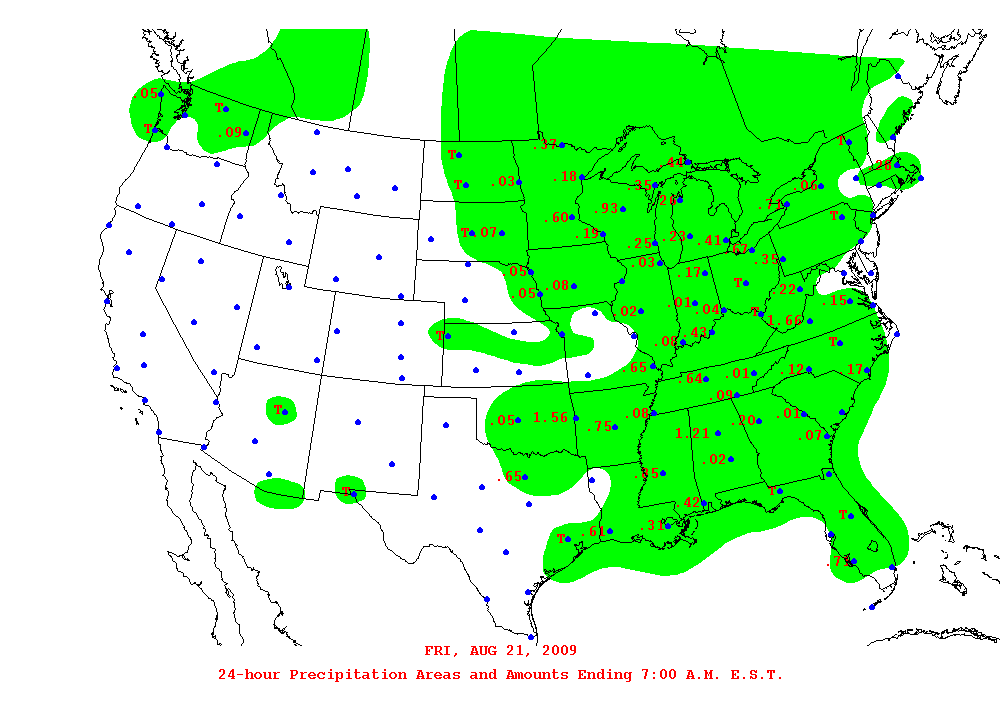 .05
T
T
.09
T
.37
.44
T
.28
T
.03
.18
.35
.26
.06
.60
.93
.71
T
T
.07
.19
.25
.23
.41
.67
.35
.03
.05
.17
T
.22
.05
.08
.01
.04
T
1.66
.15
.02
T
.08
.43
T
.65
.64
.01
.12
.17
.09
T
.05
1.56
.75
.08
1.21
.20
.01
.07
.65
.35
.02
T
T
.42
T
.61
.31
T
FRI, AUG 21, 2009
24-hour Precipitation Areas and Amounts Ending 7:00 A.M. E.S.T.